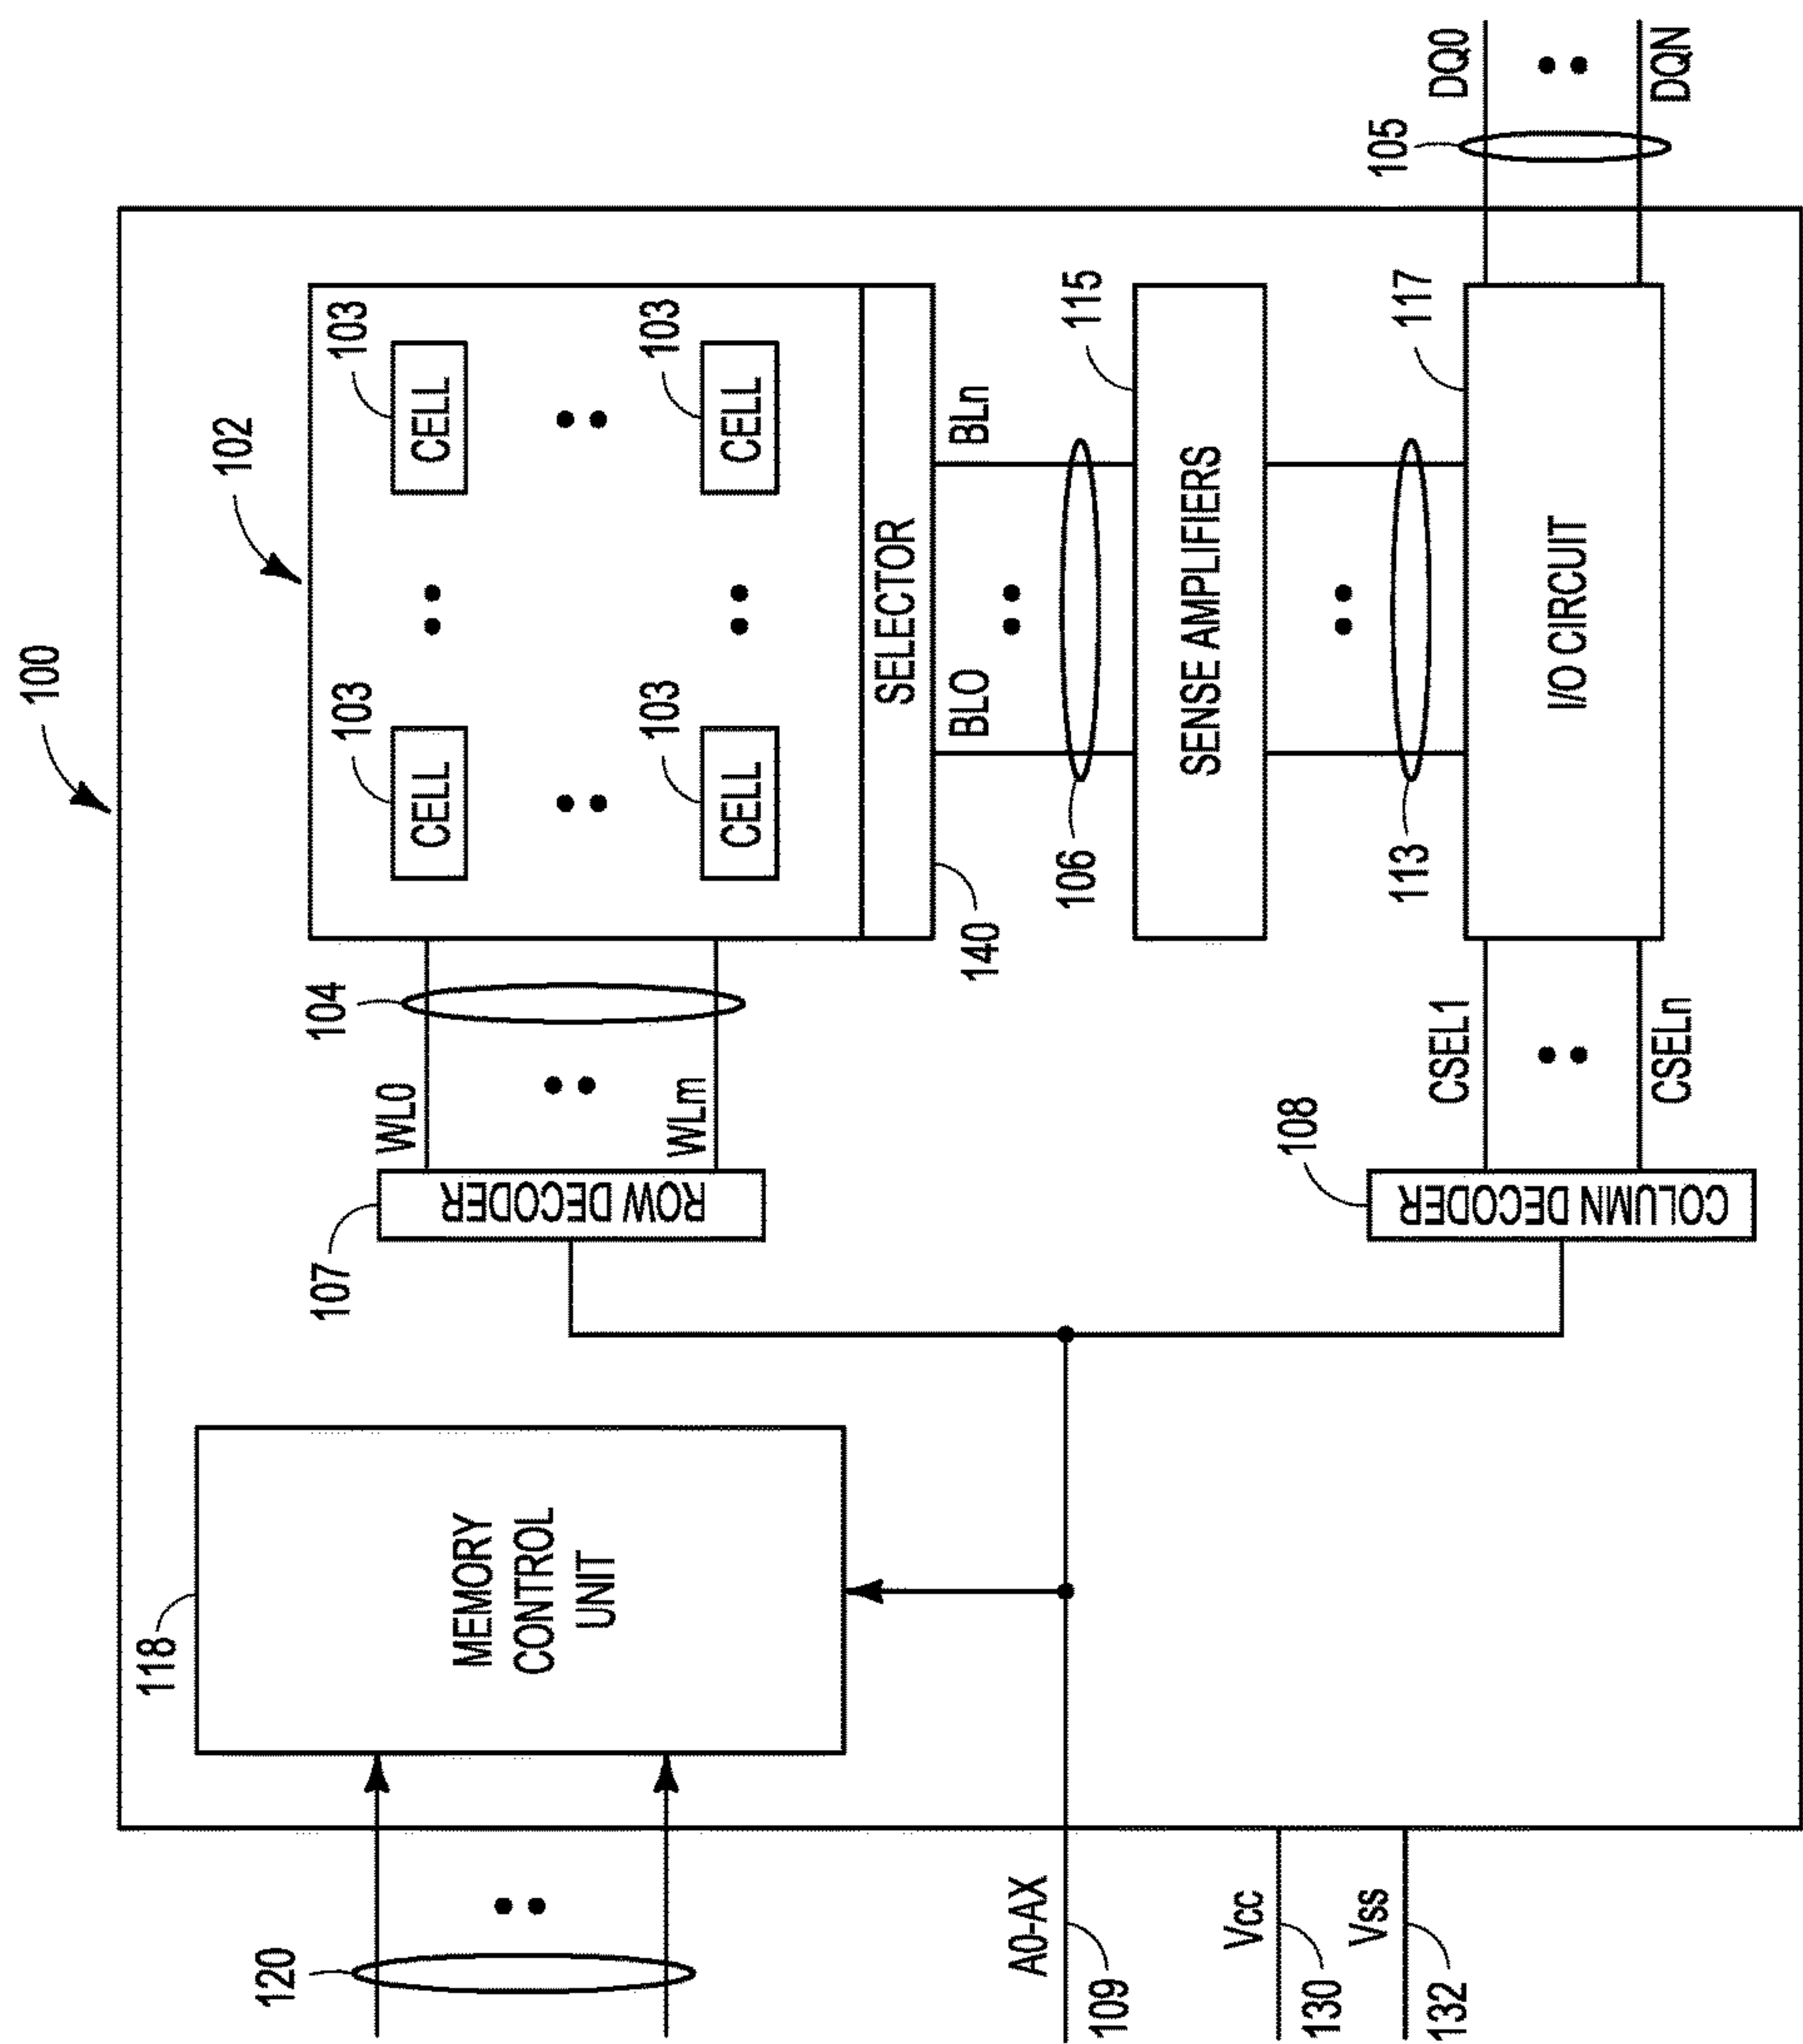 100
102
118
MEMORY
CONTROL
UNIT
120
107
ROW DECODER
WL0
WLm
104
CELL
103
CELL
103
CELL
103
CELL
103
SELECTOR
140
BLO
BLn
106
SENSE AMPLIFIERS
115
113
I/O CIRCUIT
117
A0-AX
109
Vcc
130
Vss
132
108
COLUMN DECODER
CSEL1
CSELn
105
DQ0
DQN